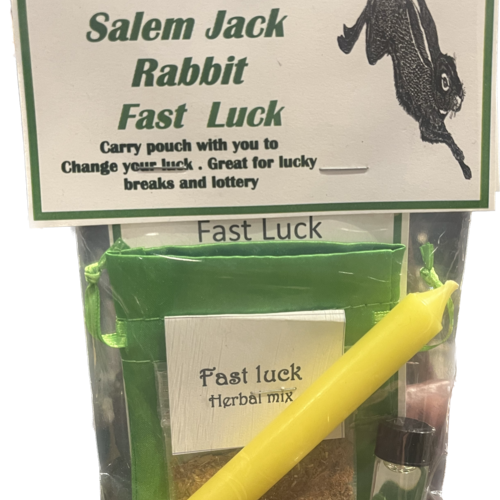 Salem Jack
Rabbit
Fast Luck
Carry pouch with you to
Change your luck . Great for lucky
breaks and lottery
Fast Luck
Fast luck
Herbal mix